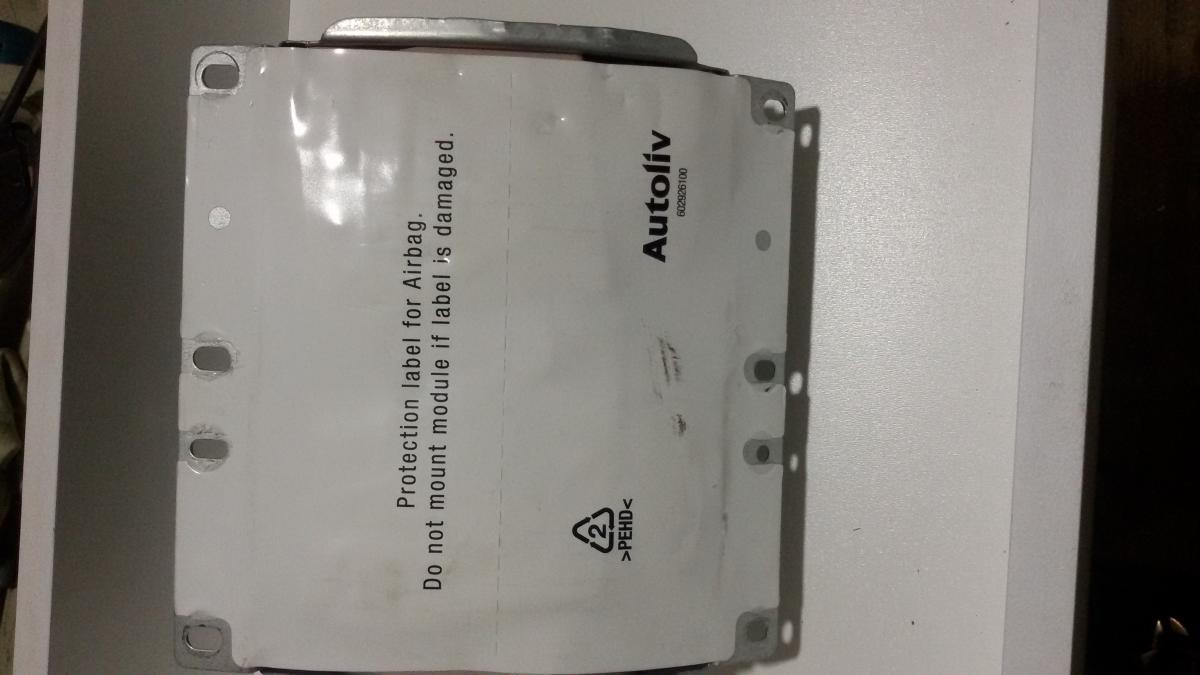 Protection label for Airbag.
Do not mount module if label is damaged.
2
>PEHD<
Autoliv
602926100